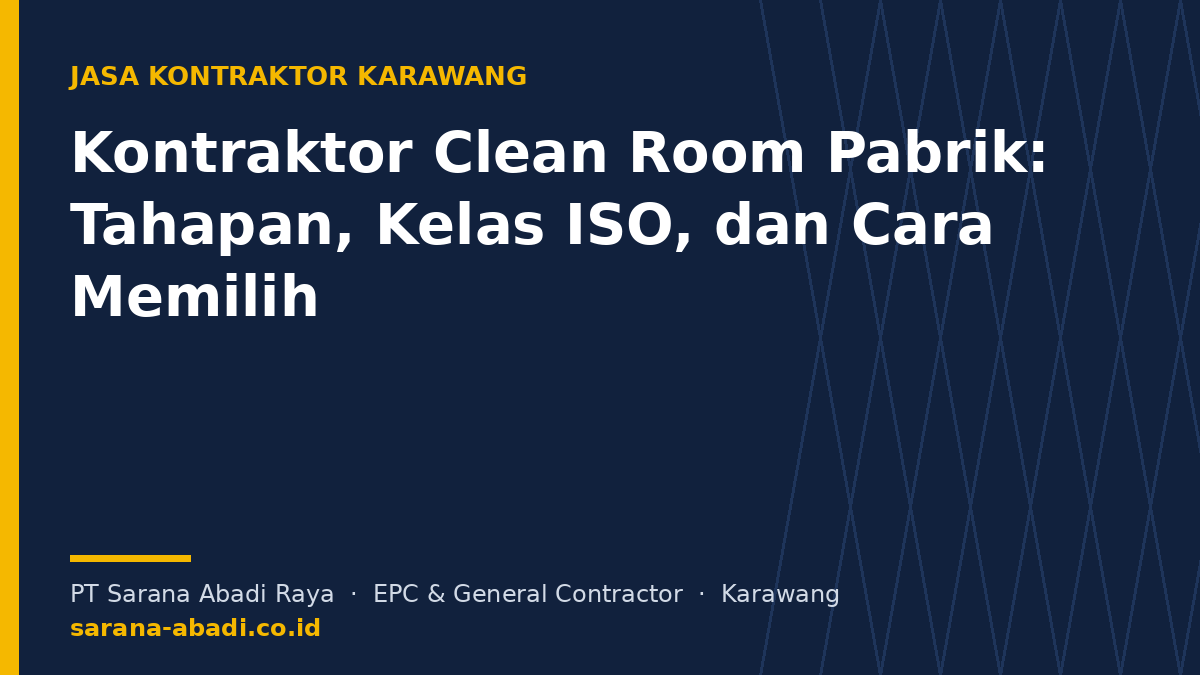 JASA KONTRAKTOR KARAWANG
Kontraktor Clean Room Pabrik:
Tahapan, Kelas ISO, dan Cara
Memilih
PT Sarana Abadi Raya · EPC & General Contractor · Karawang
sarana-abadi.co.id